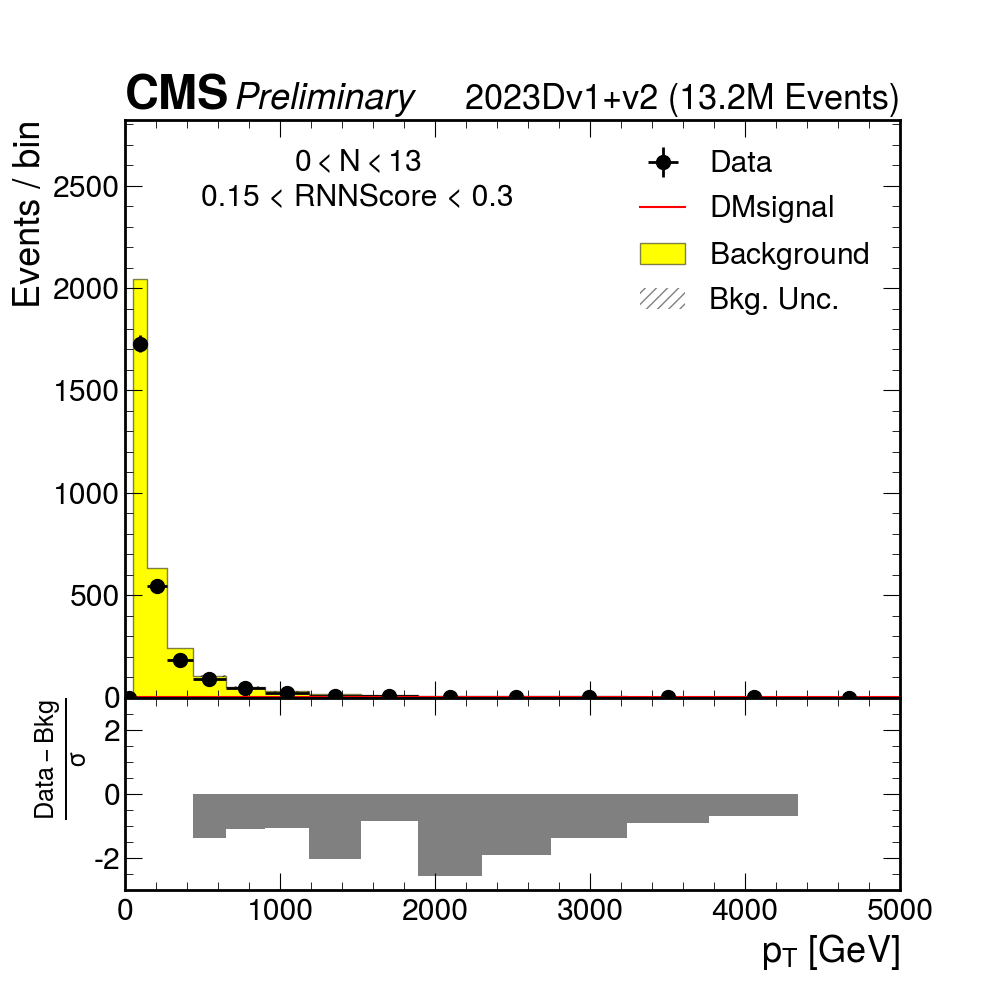 CMS Preliminary 2023Dv1+v2 (13.2M Events)
Events / bin
0 < N < 13
0.15 < RNNScore < 0.3
Data
DMsignal
Background
Bkg. Unc.
2500
2000
1500
1000
500
0
Data – Bkg
σ
2
0
-2
0 1000 2000 3000 4000 5000
pT [GeV]